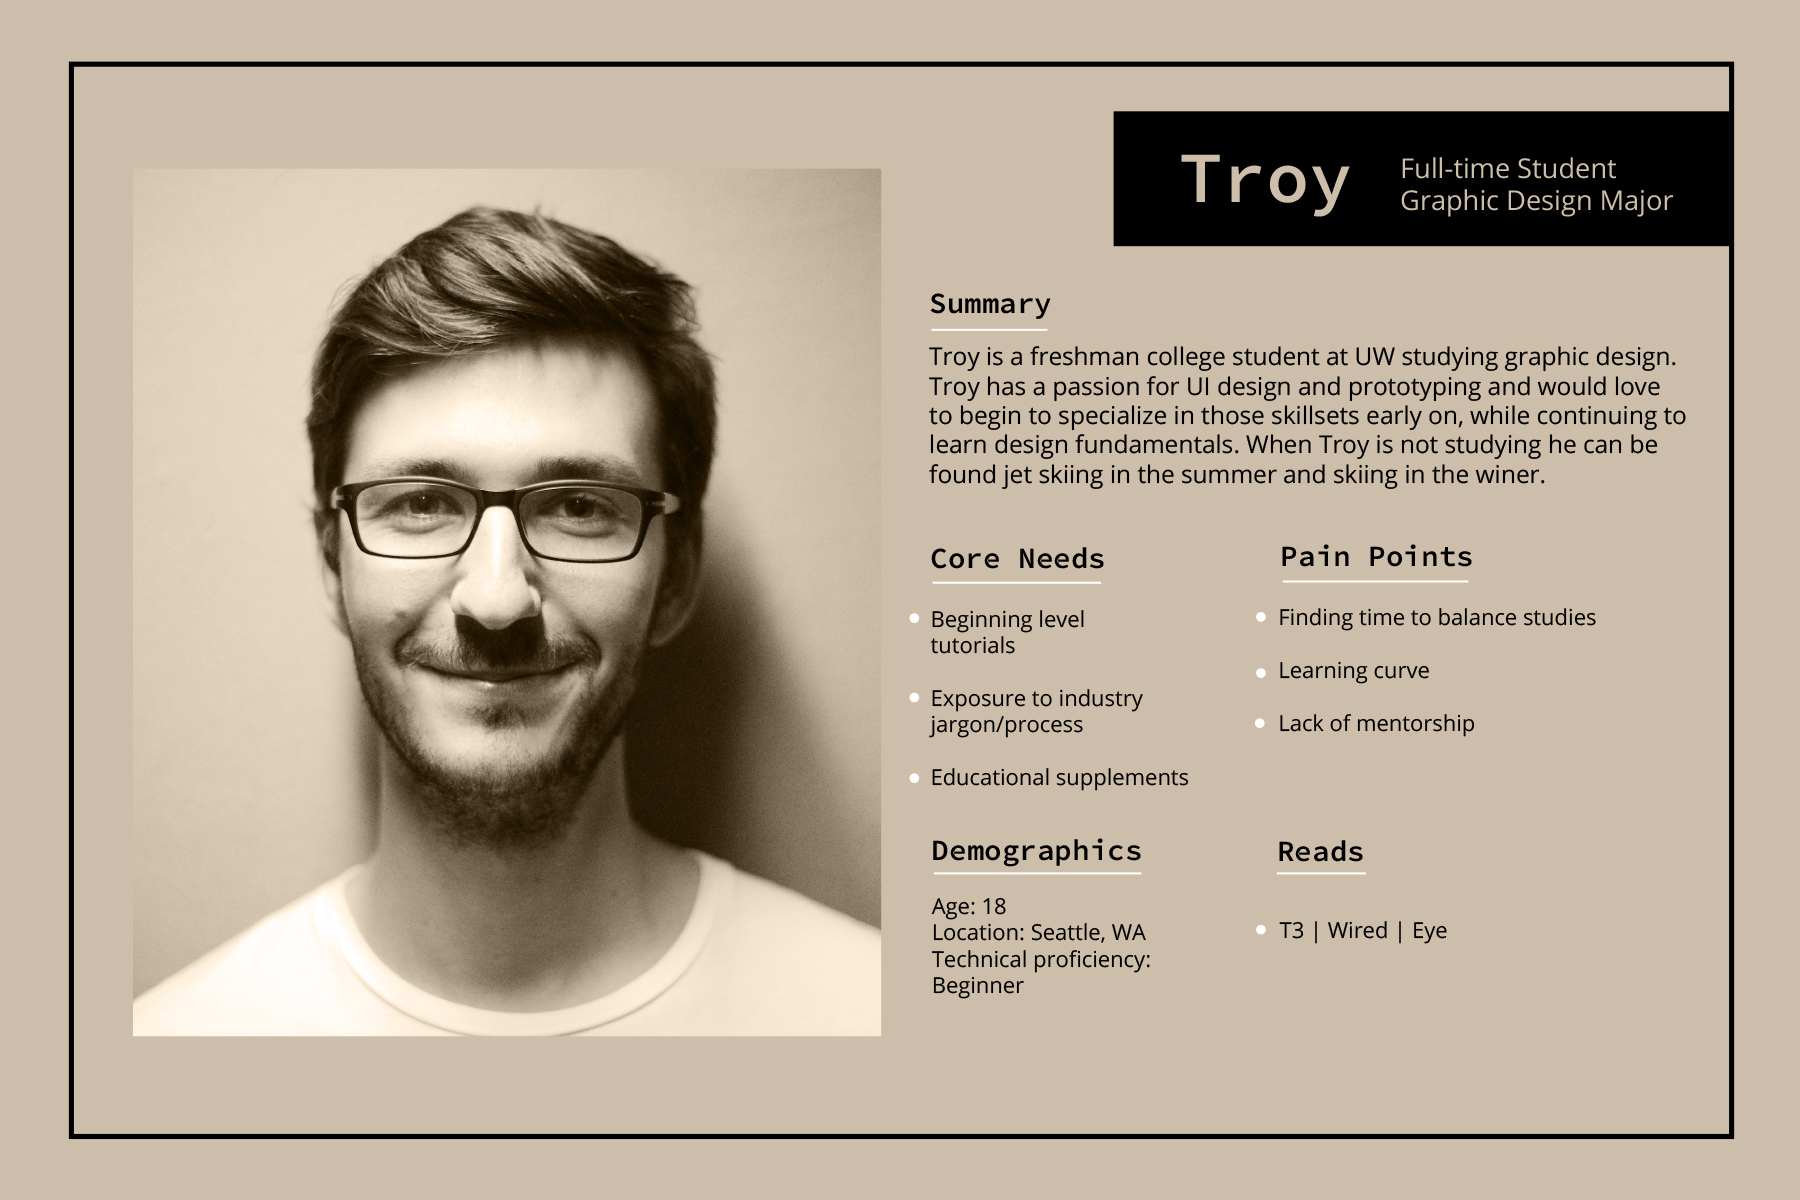 Troy
Full-time Student
Graphic Design Major
Summary
Troy is a freshman college student at UW studying graphic design.
Troy has a passion for UI design and prototyping and would love
to begin to specialize in those skillsets early on, while continuing to
learn design fundamentals. When Troy is not studying he can be
found jet skiing in the summer and skiing in the winer.
Core Needs
Beginning level
tutorials
Exposure to industry
jargon/process
Educational supplements
Pain Points
Finding time to balance studies
Learning curve
Lack of mentorship
Demographics
Age: 18
Location: Seattle, WA
Technical proficiency:
Beginner
Reads
T3 | Wired | Eye